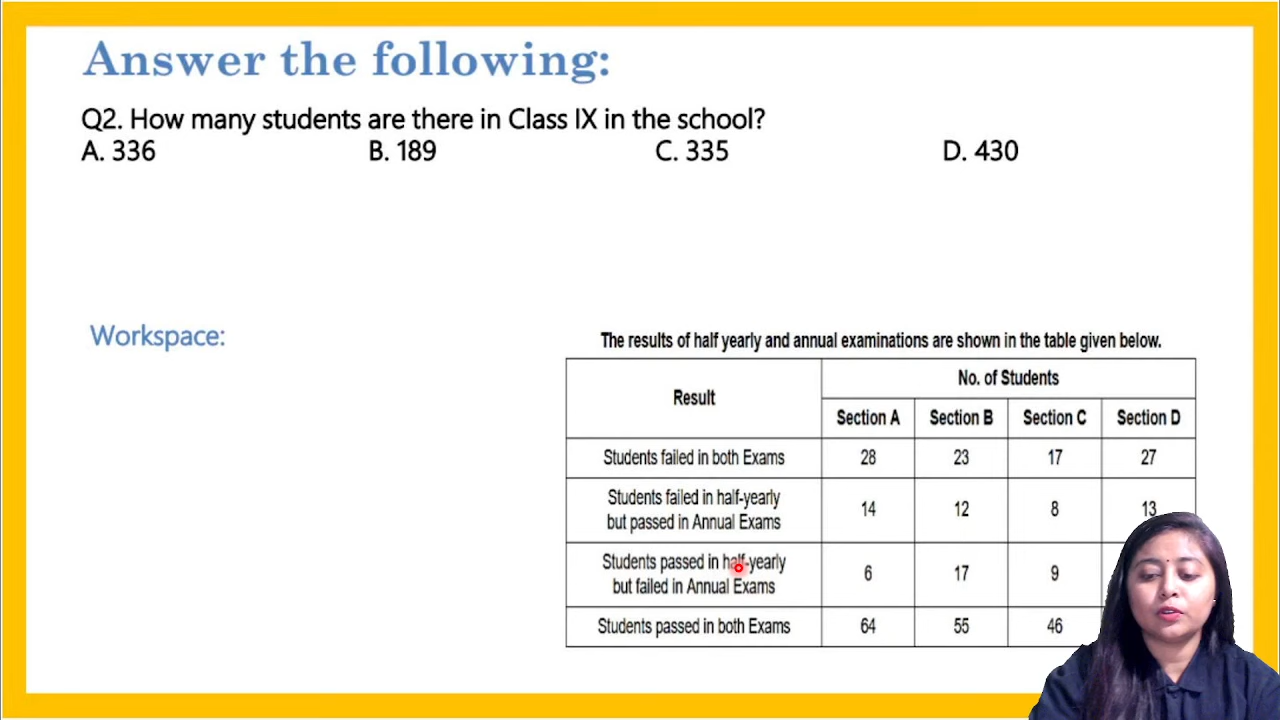 Answer the following:
Q2. How many students are there in Class IX in the school?
A. 336 B. 189 C. 335 D. 430
Workspace:
The results of half yearly and annual examinations are shown in the table given below.
Result
No. of Students
Section A Section B Section C Section D
Students failed in both Exams 28 23 17 27
Students failed in half-yearly
but passed in Annual Exams 14 12 8 13
Students passed in half-yearly
but failed in Annual Exams 6 17 9
Students passed in both Exams 64 55 46